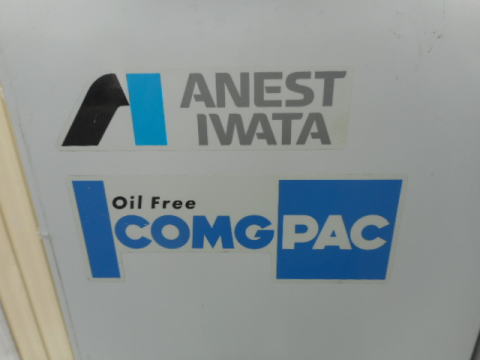 ANEST
IWATA
Oil Free
COMGPAC